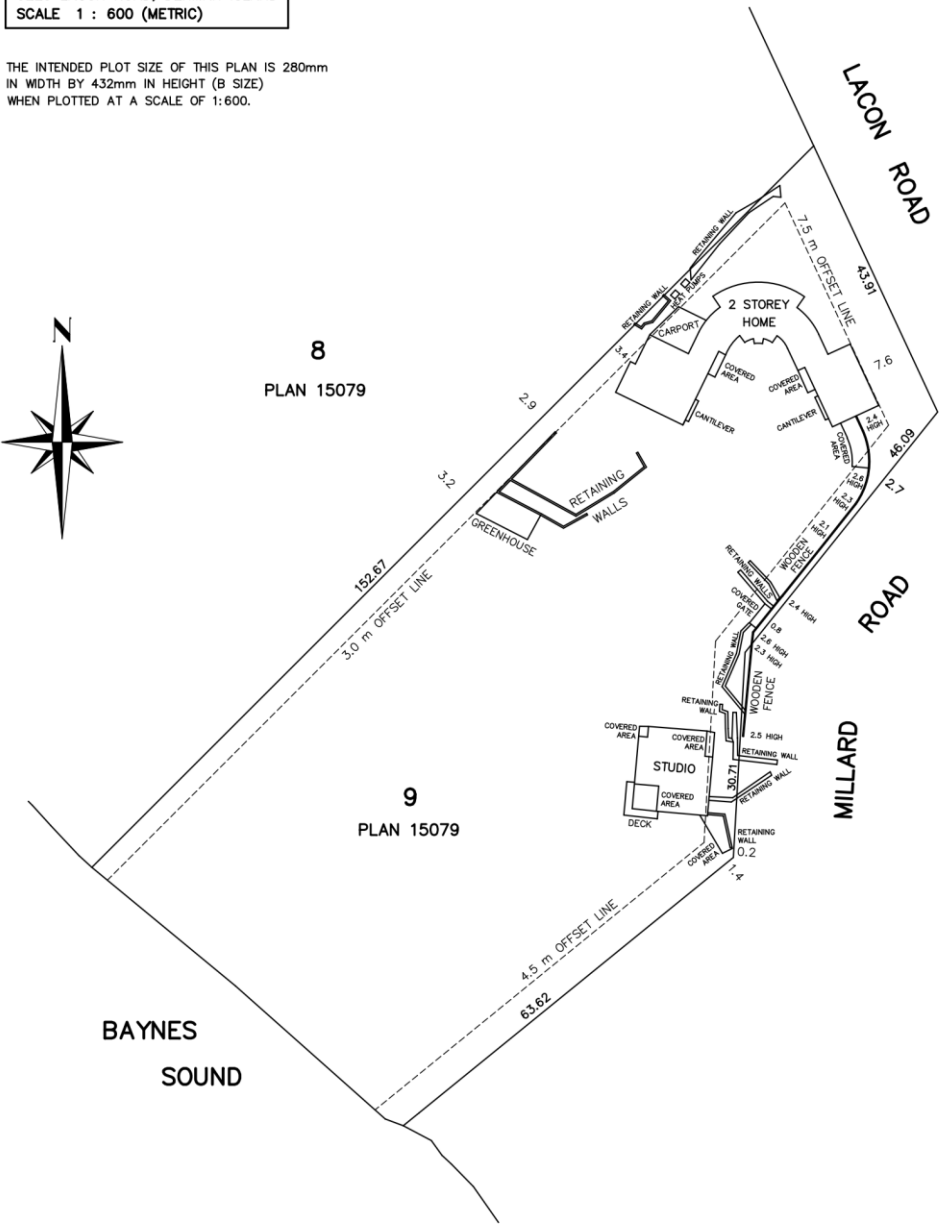 SCALE 1 : 600 (METRIC)
THE INTENDED PLOT SIZE OF THIS PLAN IS 280mm
IN WIDTH BY 432mm IN HEIGHT (B SIZE)
WHEN PLOTTED AT A SCALE OF 1:600.
LACON ROAD
N
8
PLAN 15079
RETAINING WALL
7.5 m OFFSET LINE
43.91
RETAINING WALL
HEAT PUMPS
2 STOREY
HOME
CARPORT
3.4
7.6
COVERED
AREA
COVERED
AREA
CANTILEVER
CANTILEVER
2.9
2.4
HIGH
COVERED
AREA
46.09
3.2
2.6
HIGH
2.7
2.3
HIGH
RETAINING
WALLS
GREENHOUSE
2.1
HIGH
WOODEN
FENCE
RETAINING WALLS
152.67
3.0 m OFFSET LINE
COVERED
GATE
2.4 HIGH
ROAD
0.8
2.6 HIGH
2.3 HIGH
RETAINING WALL
WOODEN
FENCE
RETAINING
WALL
COVERED
AREA
COVERED
AREA
2.5 HIGH
RETAINING WALL
MILLARD
STUDIO
30.71
RETAINING WALL
9
PLAN 15079
COVERED
AREA
DECK
RETAINING
WALL
COVERED
AREA
0.2
1.4
4.5 m OFFSET LINE
63.62
BAYNES
SOUND